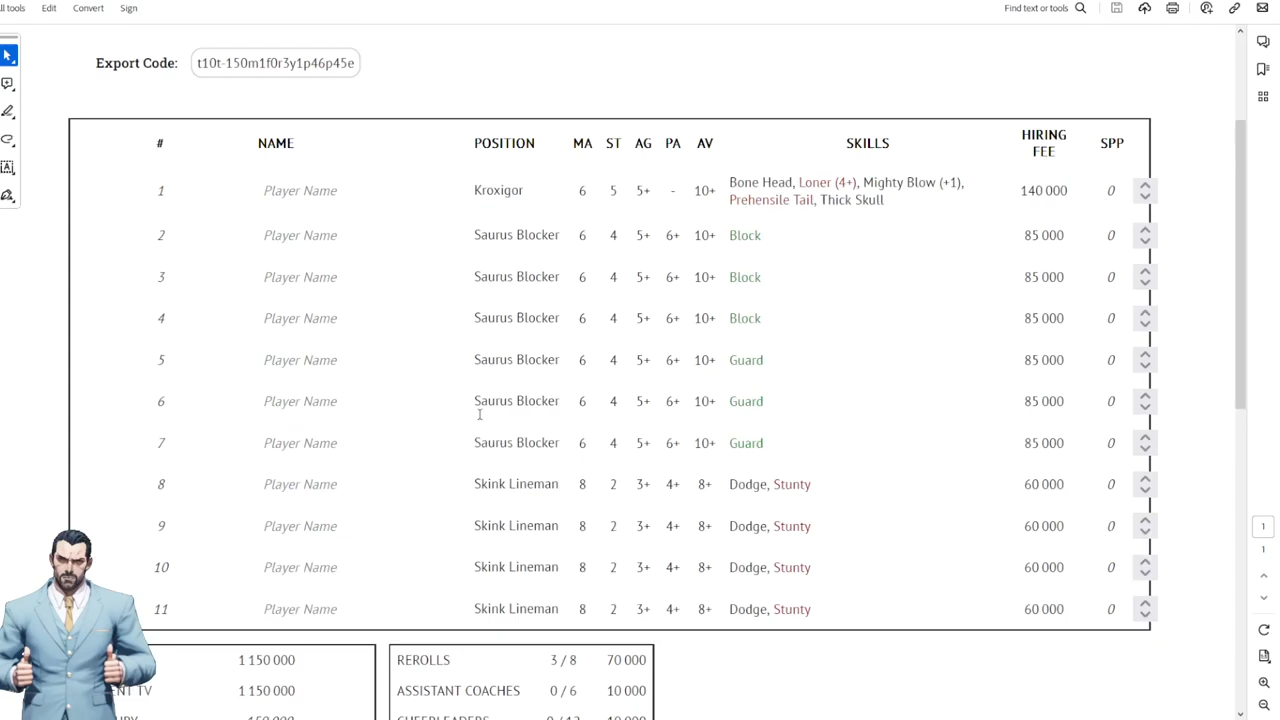 ll tools Edit Convert Sign Find text or tools
Export Code: t10t-150m1f0r3y1p46p45e
# NAME POSITION MA ST AG PA AV SKILLS HIRING FEE SPP
1 Player Name Kroxigor 6 5 5+ - 10+ Bone Head, Loner (4+), Mighty Blow (+1), Prehensile Tail, Thick Skull 140 000 0
2 Player Name Saurus Blocker 6 4 5+ 6+ 10+ Block 85 000 0
3 Player Name Saurus Blocker 6 4 5+ 6+ 10+ Block 85 000 0
4 Player Name Saurus Blocker 6 4 5+ 6+ 10+ Block 85 000 0
5 Player Name Saurus Blocker 6 4 5+ 6+ 10+ Guard 85 000 0
6 Player Name Saurus Blocker 6 4 5+ 6+ 10+ Guard 85 000 0
7 Player Name Saurus Blocker 6 4 5+ 6+ 10+ Guard 85 000 0
8 Player Name Skink Lineman 8 2 3+ 4+ 8+ Dodge, Stunty 60 000 0
9 Player Name Skink Lineman 8 2 3+ 4+ 8+ Dodge, Stunty 60 000 0
10 Player Name Skink Lineman 8 2 3+ 4+ 8+ Dodge, Stunty 60 000 0
11 Player Name Skink Lineman 8 2 3+ 4+ 8+ Dodge, Stunty 60 000 0
1 150 000 REROLLS 3 / 8 70 000
ENT TV 1 150 000 ASSISTANT COACHES 0 / 6 10 000
1
1